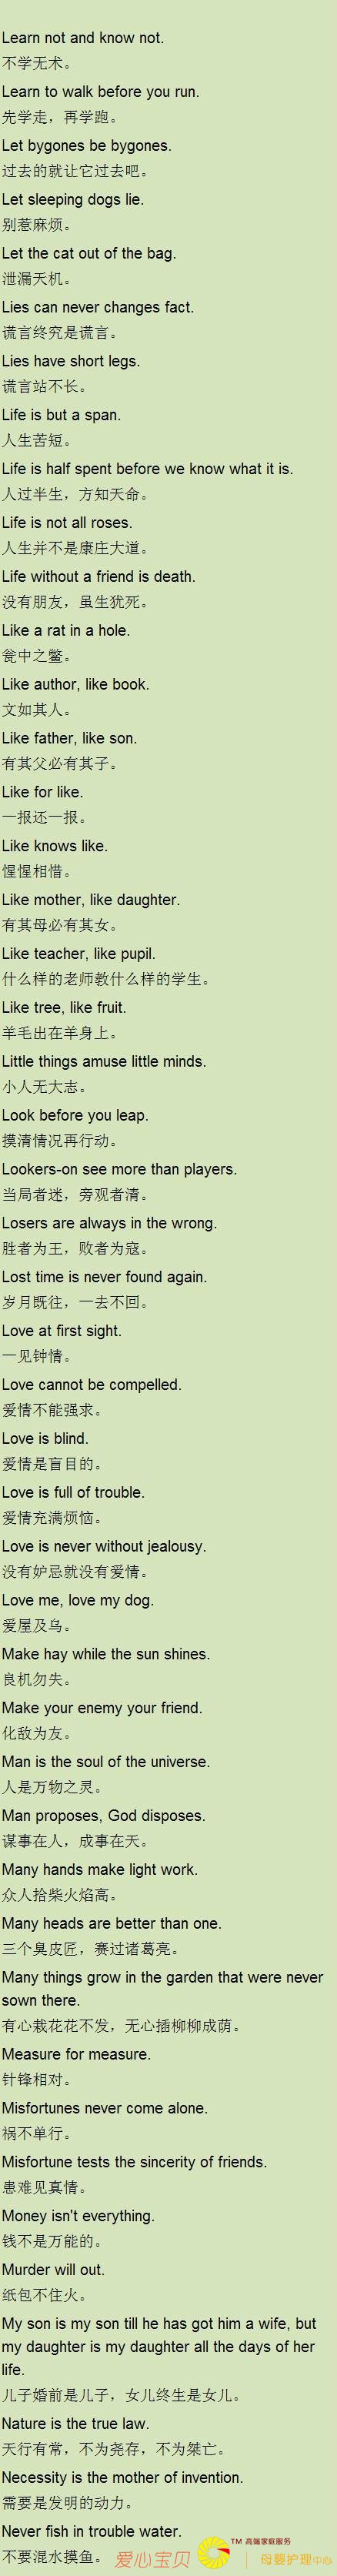 Learn not and know not.
不学无术。
Learn to walk before you run.
先学走，再学跑。
Let bygones be bygones.
过去的就让它过去吧。
Let sleeping dogs lie.
别惹麻烦。
Let the cat out of the bag.
泄漏天机。
Lies can never changes fact.
谎言终究是谎言。
Lies have short legs.
谎言站不长。
Life is but a span.
人生苦短。
Life is half spent before we know what it is.
人过半生，方知天命。
Life is not all roses.
人生并不是康庄大道。
Life without a friend is death.
没有朋友，虽生犹死。
Like a rat in a hole.
瓮中之鳖。
Like author, like book.
文如其人。
Like father, like son.
有其父必有其子。
Like for like.
一报还一报。
Like knows like.
惺惺相惜。
Like mother, like daughter.
有其母必有其女。
Like teacher, like pupil.
什么样的老师教什么样的学生。
Like tree, like fruit.
羊毛出在羊身上。
Little things amuse little minds.
小人无大志。
Look before you leap.
摸清情况再行动。
Lookers-on see more than players.
当局者迷，旁观者清。
Losers are always in the wrong.
胜者为王，败者为寇。
Lost time is never found again.
岁月既往，一去不回。
Love at first sight.
一见钟情。
Love cannot be compelled.
爱情不能强求。
Love is blind.
爱情是盲目的。
Love is full of trouble.
爱情充满烦恼。
Love is never without jealousy.
没有妒忌就没有爱情。
Love me, love my dog.
爱屋及乌。
Make hay while the sun shines.
良机勿失。
Make your enemy your friend.
化敌为友。
Man is the soul of the universe.
人是万物之灵。
Man proposes, God disposes.
谋事在人，成事在天。
Many hands make light work.
众人拾柴火焰高。
Many heads are better than one.
三个臭皮匠，赛过诸葛亮。
Many things grow in the garden that were never
sown there.
有心栽花花不发，无心插柳柳成荫。
Measure for measure.
针锋相对。
Misfortunes never come alone.
祸不单行。
Misfortune tests the sincerity of friends.
患难见真情。
Money isn't everything.
钱不是万能的。
Murder will out.
纸包不住火。
My son is my son till he has got him a wife, but
my daughter is my daughter all the days of her
life.
儿子婚前是儿子，女儿终生是女儿。
Nature is the true law.
天行有常，不为尧存，不为桀亡。
Necessity is the mother of invention.
需要是发明的动力。
Never fish in trouble water.
不要混水摸鱼。
爱心宝贝 TM 高端家庭服务 母婴护理中心